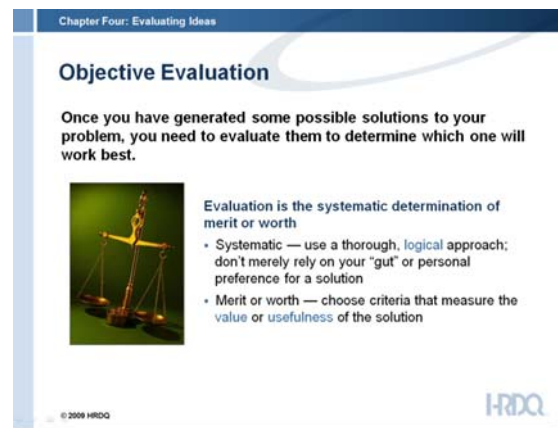 Chapter Four: Evaluating Ideas
Objective Evaluation
Once you have generated some possible solutions to your
problem, you need to evaluate them to determine which one will
work best.
Evaluation is the systematic determination of
merit or worth
• Systematic — use a thorough, logical approach;
don't merely rely on your "gut" or personal
preference for a solution
• Merit or worth — choose criteria that measure the
value or usefulness of the solution
© 2009 HRDQ
HRDQ